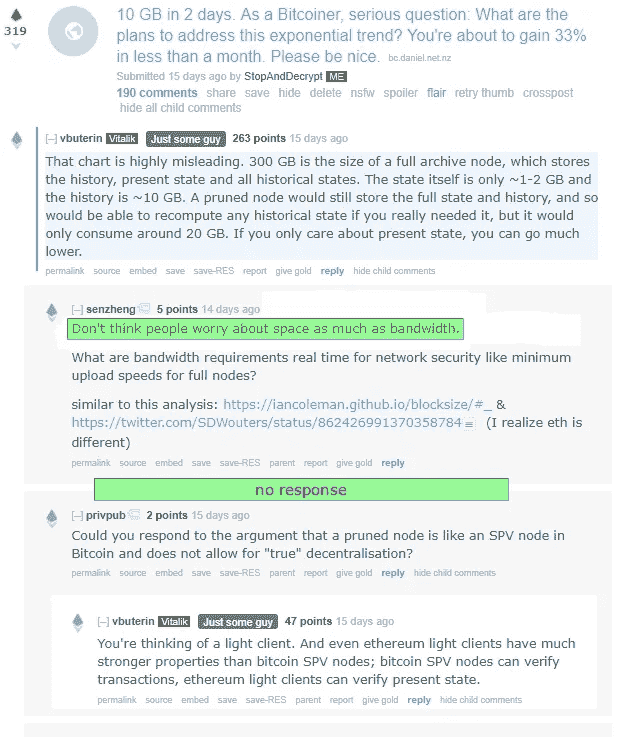 319
10 GB in 2 days. As a Bitcoiner, serious question: What are the
plans to address this exponential trend? You're about to gain 33%
in less than a month. Please be nice. bc.daniel.net.nz
Submitted 15 days ago by StopAndDecrypt ME
190 comments share save hide delete nsfw spoiler flair retry thumb crosspost
hide all child comments
[–] vbuterin Vitalik Just some guy 263 points 15 days ago
That chart is highly misleading. 300 GB is the size of a full archive node, which stores
the history, present state and all historical states. The state itself is only ~1-2 GB and
the history is ~10 GB. A pruned node would still store the full state and history, and so
would be able to recompute any historical state if you really needed it, but it would
only consume around 20 GB. If you only care about present state, you can go much
lower.
permalink source embed save save-RES report give gold reply hide child comments
[–] senzheng 5 points 14 days ago
Don't think people worry about space as much as bandwidth.
What are bandwidth requirements real time for network security like minimum
upload speeds for full nodes?
similar to this analysis: https://iancoleman.github.io/blocksize/#_ &
https://twitter.com/SDWouters/status/862426991370358784 (I realize eth is
different)
permalink source embed save save-RES parent report give gold reply
no response
[–] privpub 2 points 15 days ago
Could you respond to the argument that a pruned node is like an SPV node in
Bitcoin and does not allow for "true" decentralisation?
permalink source embed save save-RES parent report give gold reply hide child comments
[–] vbuterin Vitalik Just some guy 47 points 15 days ago
You're thinking of a light client. And even ethereum light clients have much
stronger properties than bitcoin SPV nodes; bitcoin SPV nodes can verify
transactions, ethereum light clients can verify present state.
permalink source embed save save-RES parent report give gold reply hide child comments